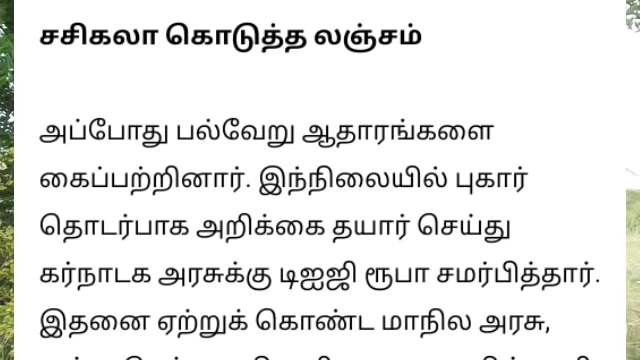 சசிகலா கொடுத்த லஞ்சம்
அப்போது பல்வேறு ஆதாரங்களை
கைப்பற்றினார். இந்நிலையில் புகார்
தொடர்பாக அறிக்கை தயார் செய்து
கர்நாடக அரசுக்கு டிஐஜி ரூபா சமர்பித்தார்.
இதனை ஏற்றுக் கொண்ட மாநில அரசு,